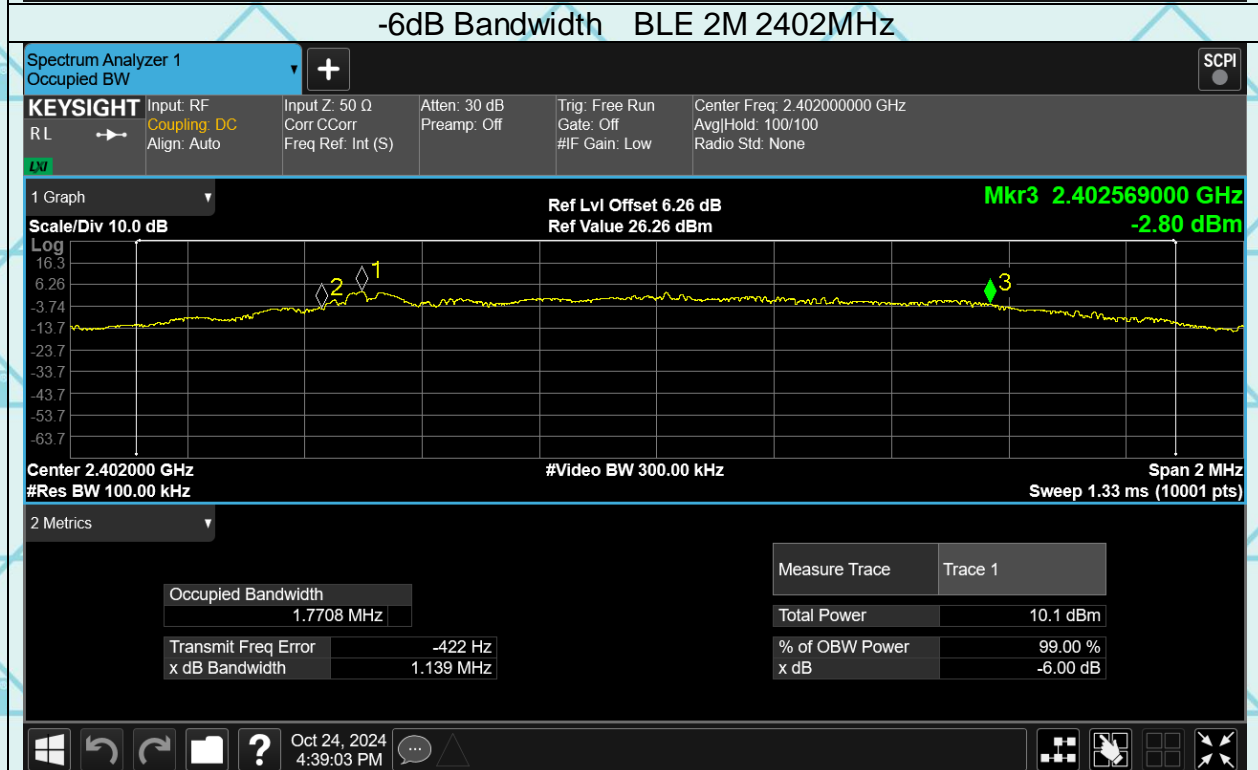 -6dB Bandwidth BLE 2M 2402MHz
Spectrum Analyzer 1
Occupied BW
SCPI
KEYSIGHT
R L
LXI
Input: RF
Coupling: DC
Align: Auto
Input Z: 50 Ω
Corr CCorr
Freq Ref: Int (S)
Atten: 30 dB
Preamp: Off
Trig: Free Run
Gate: Off
#IF Gain: Low
Center Freq: 2.402000000 GHz
Avg|Hold: 100/100
Radio Std: None
1 Graph
Scale/Div 10.0 dB
Ref Lvl Offset 6.26 dB
Ref Value 26.26 dBm
Mkr3 2.402569000 GHz
-2.80 dBm
Log
16.3
6.26
-3.74
-13.7
-23.7
-33.7
-43.7
-53.7
-63.7
2
1
3
Center 2.402000 GHz
#Res BW 100.00 kHz
#Video BW 300.00 kHz
Span 2 MHz
Sweep 1.33 ms (10001 pts)
2 Metrics
Occupied Bandwidth
1.7708 MHz
Transmit Freq Error -422 Hz
x dB Bandwidth 1.139 MHz
Measure Trace Trace 1
Total Power 10.1 dBm
% of OBW Power 99.00 %
x dB -6.00 dB
Oct 24, 2024
4:39:03 PM